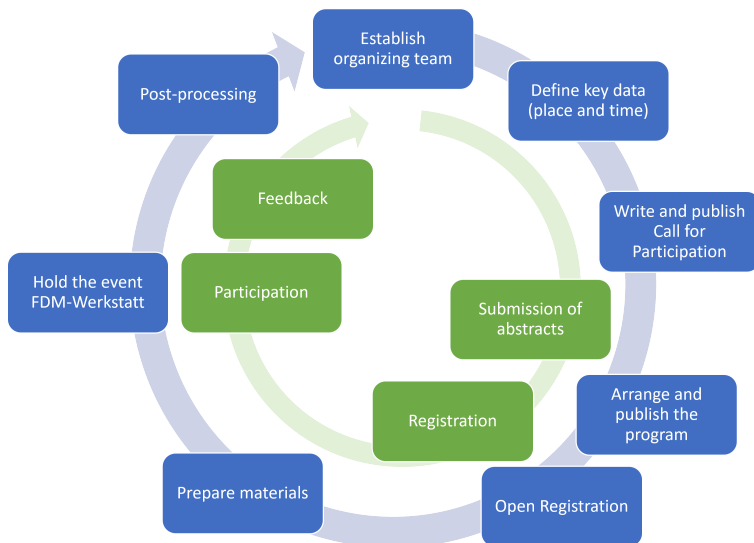 Establish
organizing team
Define key data
(place and time)
Write and publish
Call for
Participation
Arrange and
publish the
program
Open Registration
Prepare materials
Hold the event
FDM-Werkstatt
Post-processing
Submission of
abstracts
Registration
Participation
Feedback